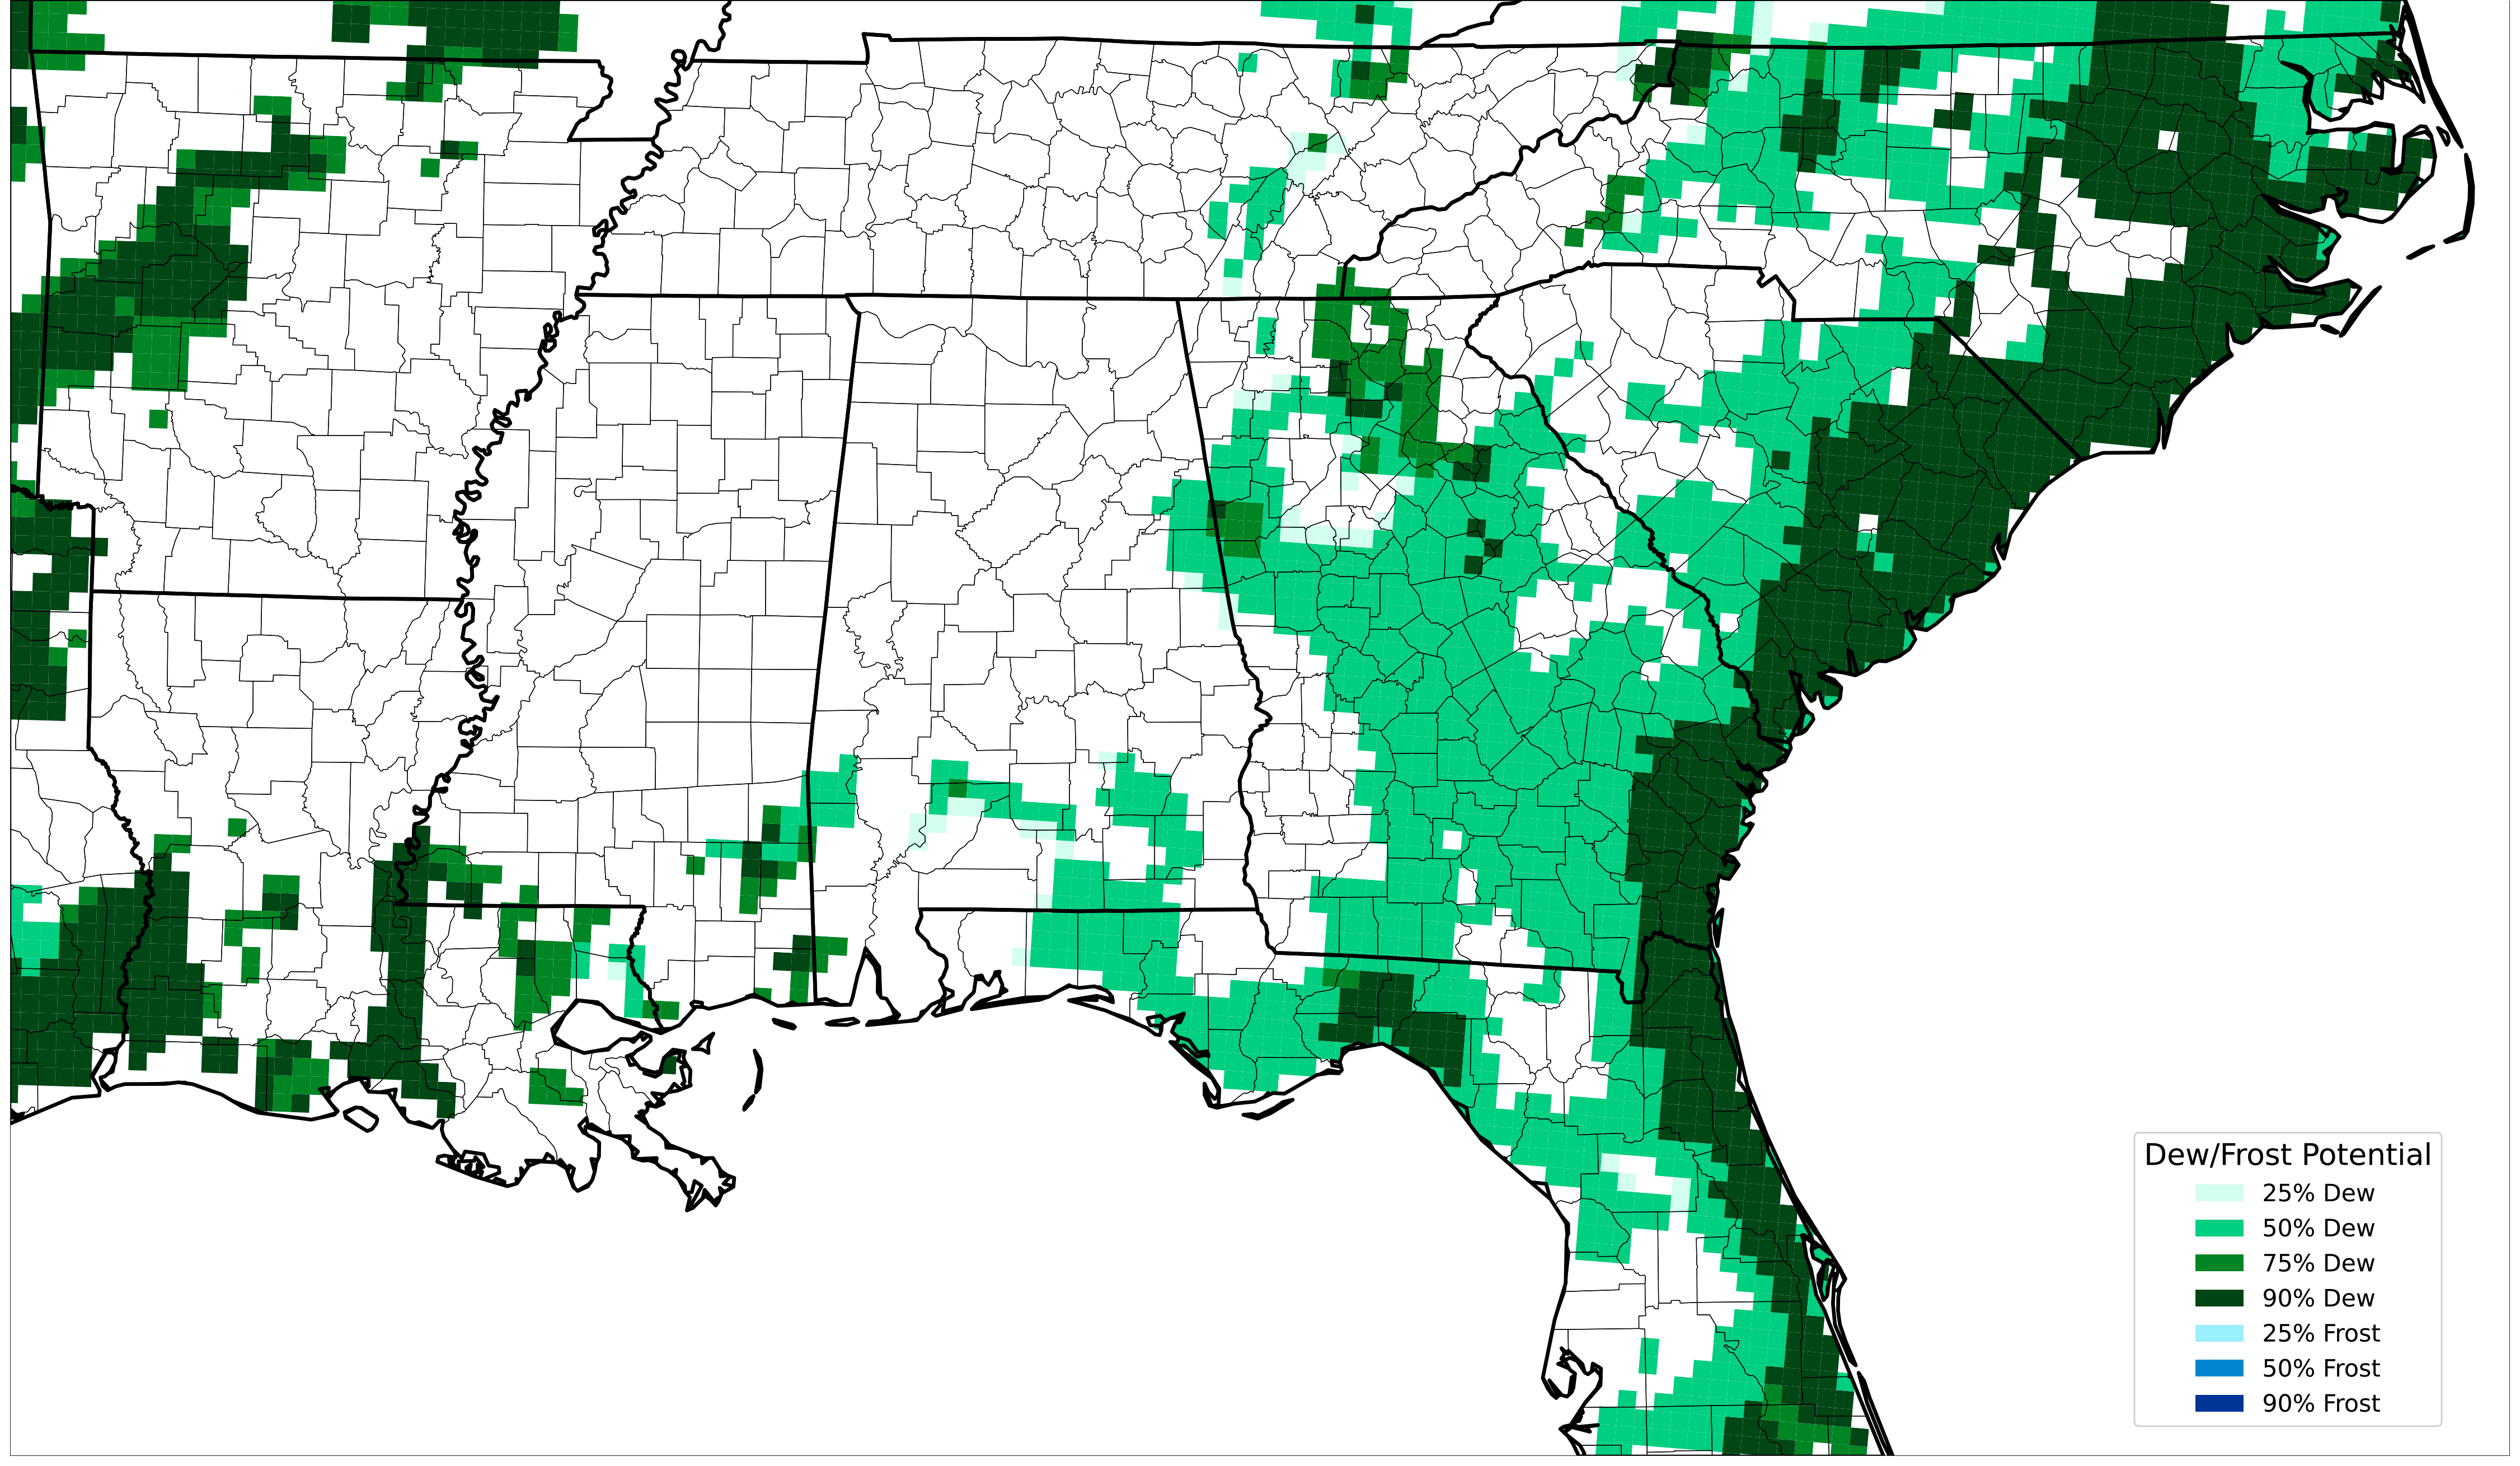 Dew/Frost Potential
25% Dew
50% Dew
75% Dew
90% Dew
25% Frost
50% Frost
90% Frost